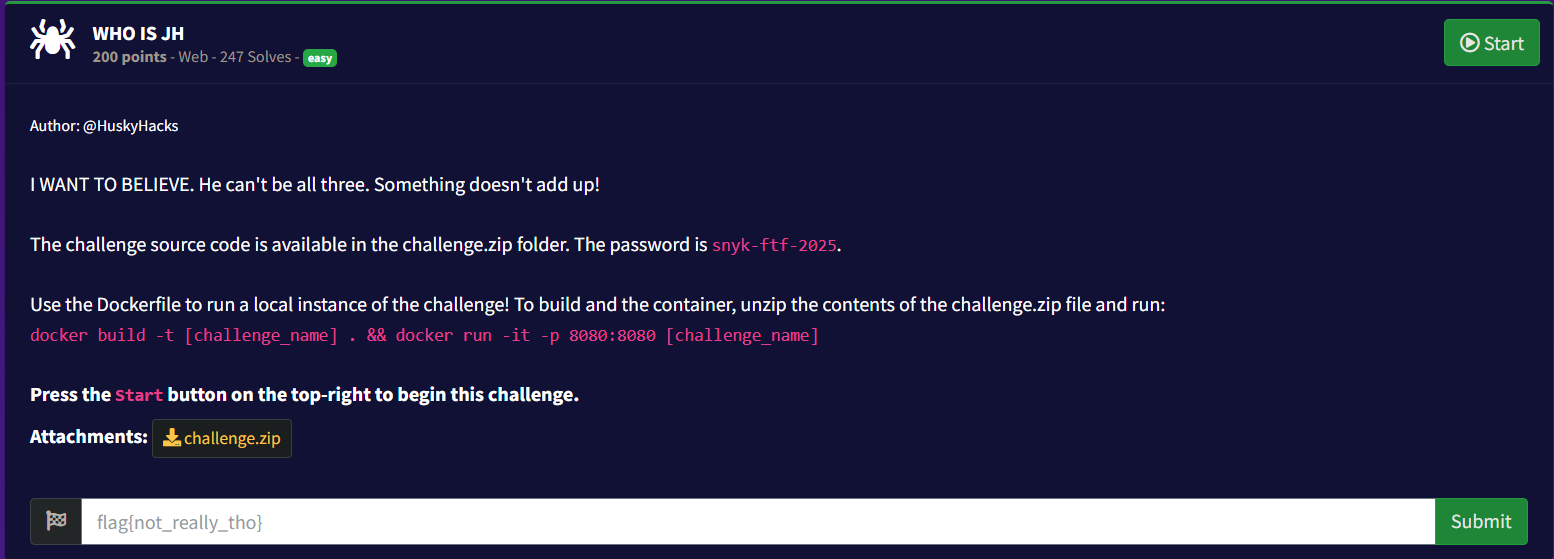 WHO IS JH
200 points - Web - 247 Solves - easy
Start
Author: @HuskyHacks
I WANT TO BELIEVE. He can't be all three. Something doesn't add up!
The challenge source code is available in the challenge.zip folder. The password is snyk-ftf-2025.
Use the Dockerfile to run a local instance of the challenge! To build and the container, unzip the contents of the challenge.zip file and run:
docker build -t [challenge_name] . && docker run -it -p 8080:8080 [challenge_name]
Press the Start button on the top-right to begin this challenge.
Attachments: challenge.zip
flag{not_really_tho}
Submit